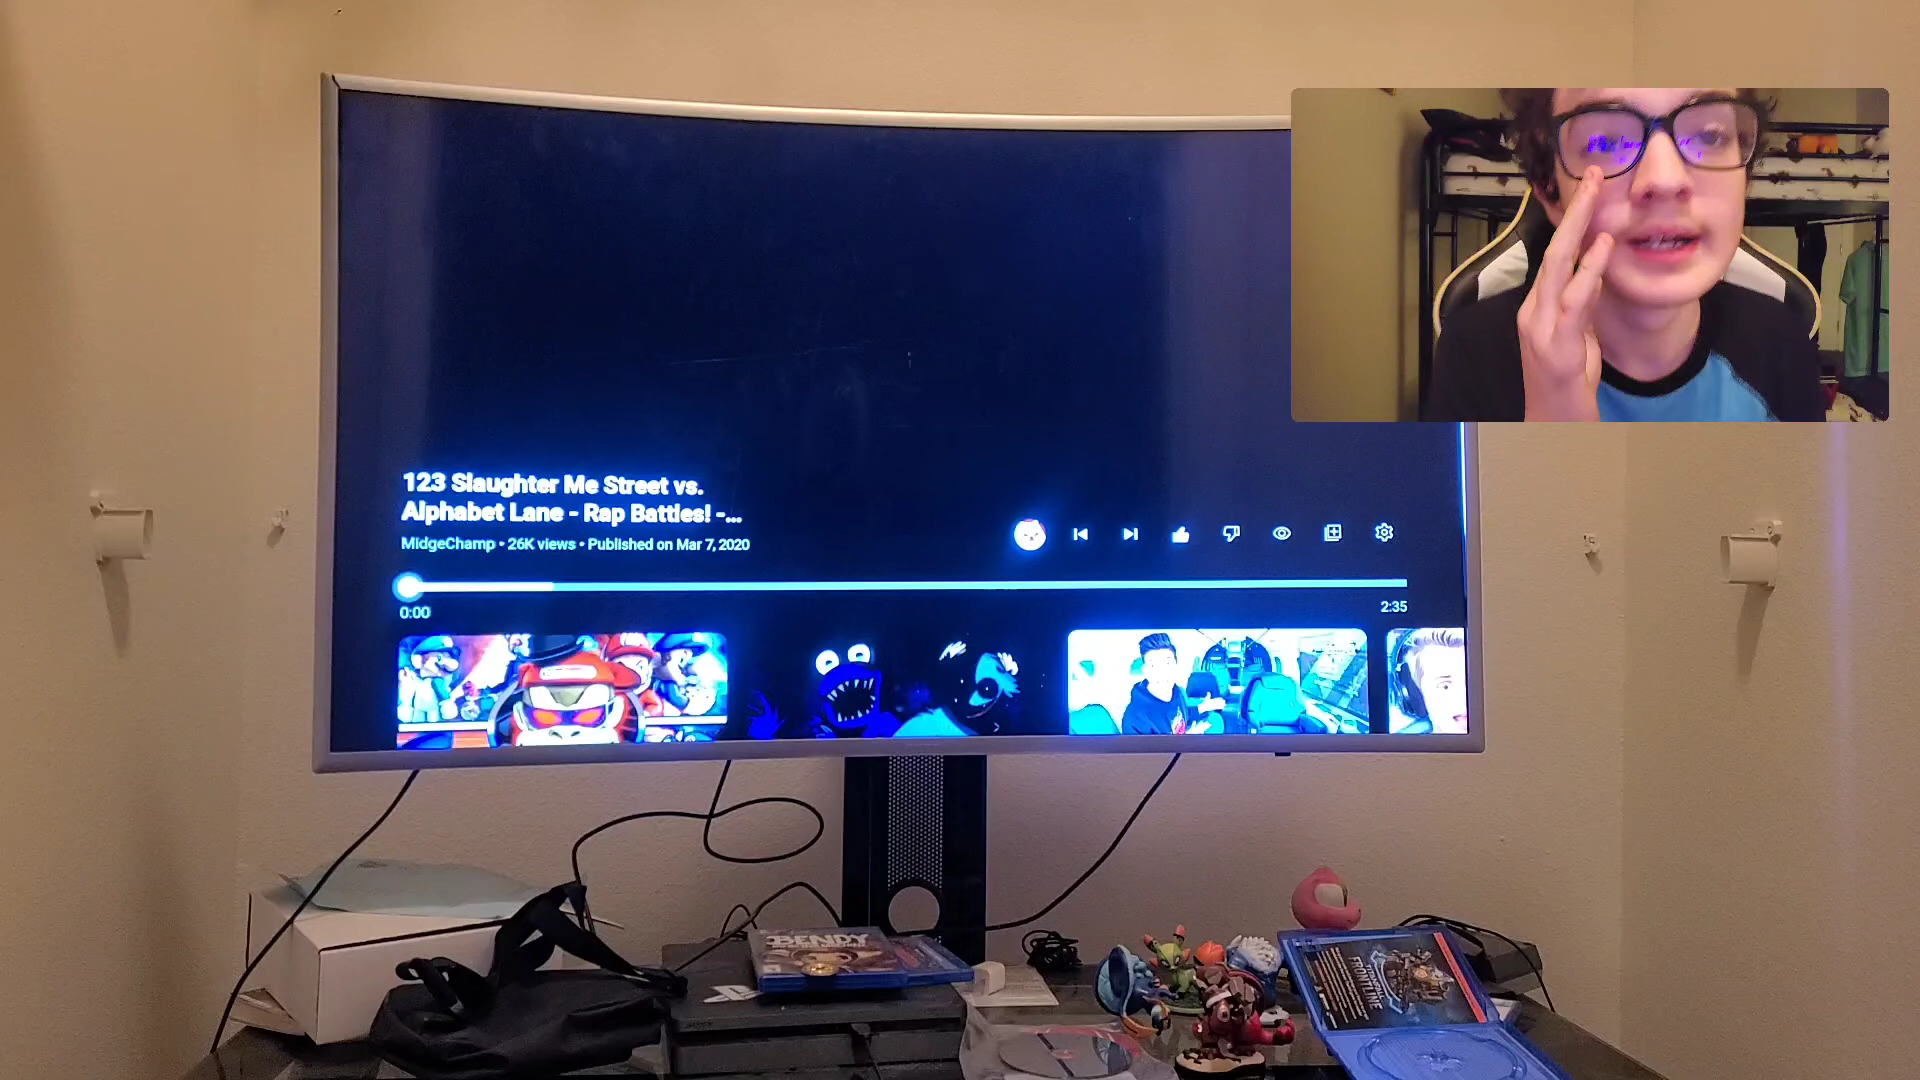 123 Slaughter Me Street vs.
Alphabet Lane - Rap Battles! -...
MidgeChamp • 26K views • Published on Mar 7, 2020
0:00
2:35
BENDY
FRONTLINE